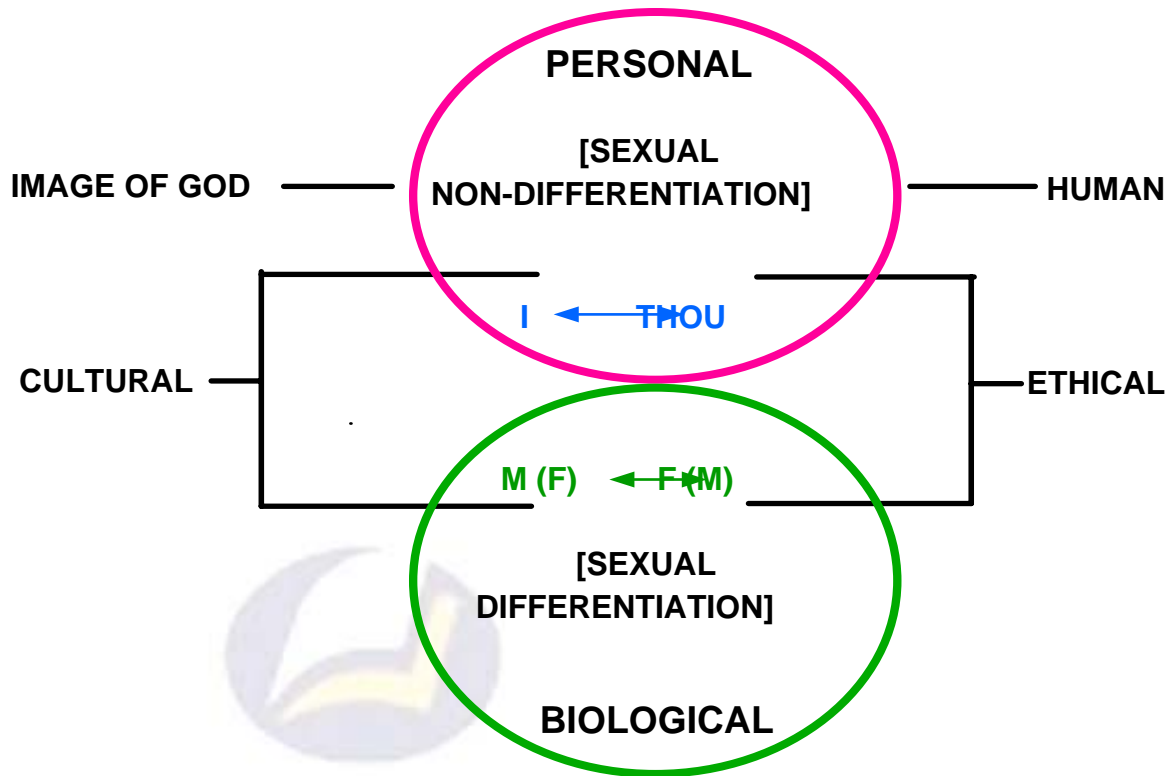 PERSONAL
[SEXUAL
NON-DIFFERENTIATION]
IMAGE OF GOD
HUMAN
I THOU
CULTURAL
ETHICAL
M (F) F (M)
[SEXUAL
DIFFERENTIATION]
BIOLOGICAL